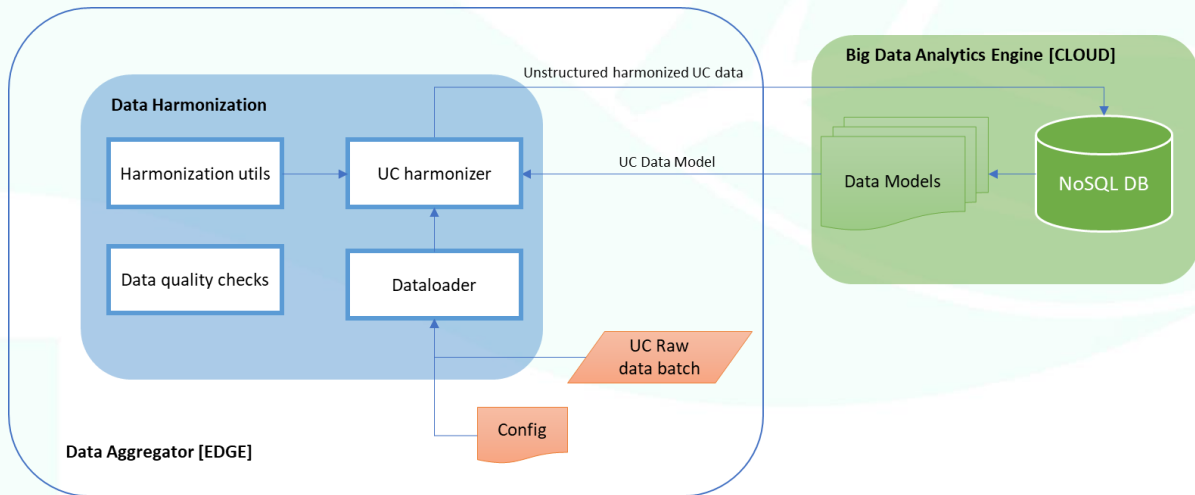 Big Data Analytics Engine [CLOUD]
Unstructured harmonized UC data
Data Harmonization
Harmonization utils
UC harmonizer
UC Data Model
Data Models
NoSQL DB
Data quality checks
Dataloader
UC Raw
data batch
Config
Data Aggregator [EDGE]